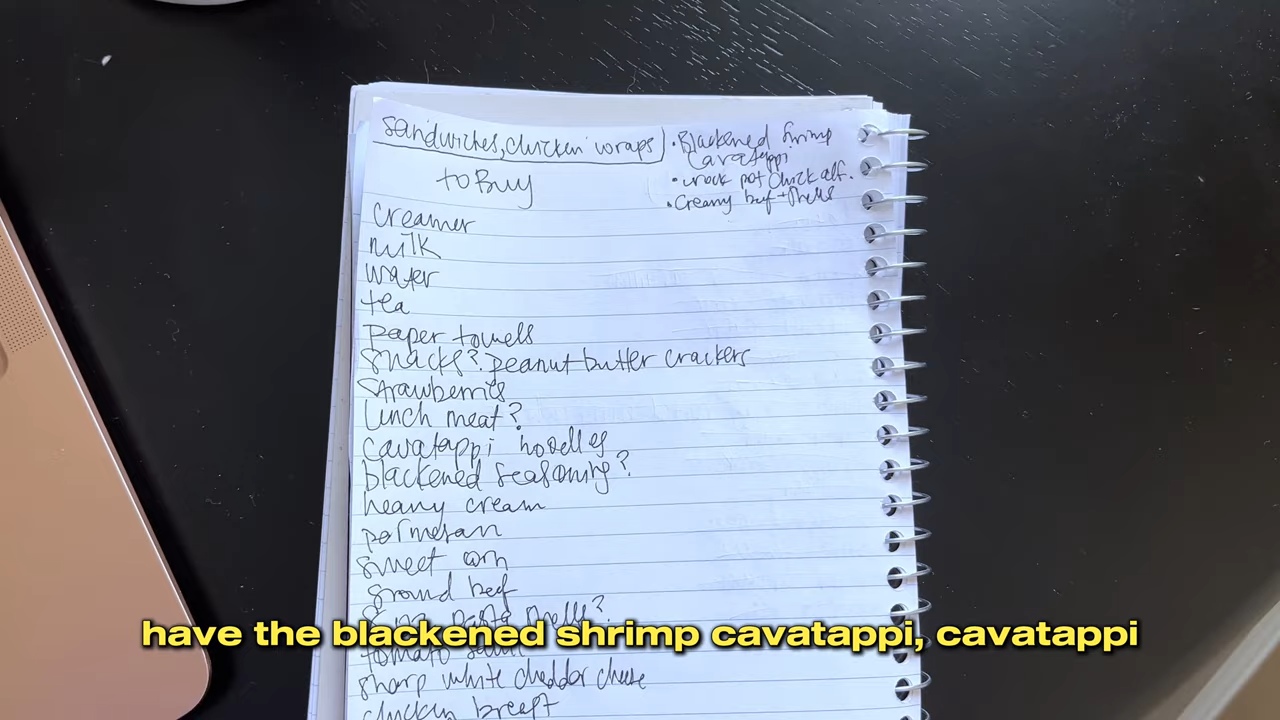 sandwiches, chicken wraps
• Blackened shrimp
cavatappi
• crock pot chick alf.
• Creamy beef + shells
to Buy
creamer
milk
water
tea
paper towels
snacks? peanut butter crackers
strawberries
lunch meat?
cavatappi noodles
blackened seasoning?
heavy cream
parmesan
sweet corn
ground beef
pasta shells?
tomato
have the blackened shrimp cavatappi, cavatappi
sharp white cheddar cheese
chicken breast